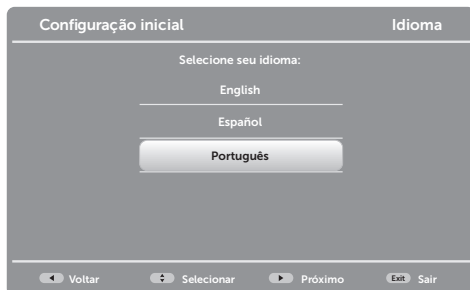 Configuração inicial Idioma
Selecione seu idioma:
English
Español
Português
Voltar Selecionar Próximo Exit Sair